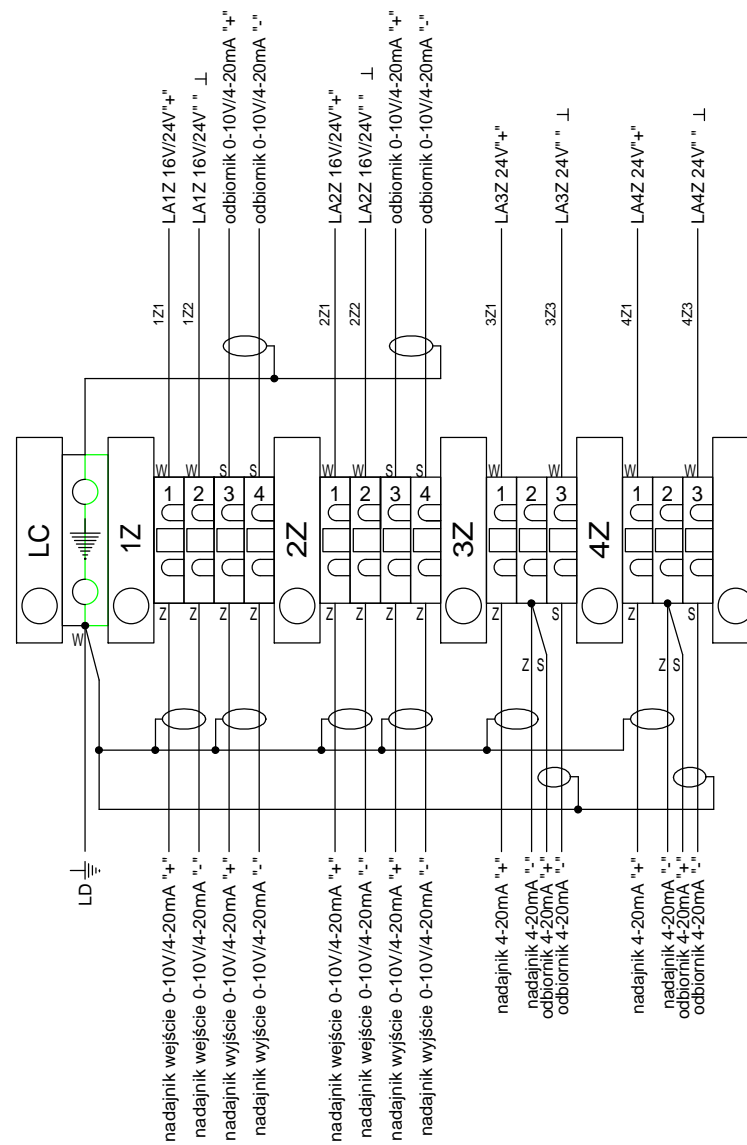 LA1Z 16V/24V"+"
LA1Z 16V/24V" ⊥ "
odbiornik 0-10V/4-20mA "+"
odbiornik 0-10V/4-20mA "-"
LA2Z 16V/24V"+"
LA2Z 16V/24V" ⊥ "
odbiornik 0-10V/4-20mA "+"
odbiornik 0-10V/4-20mA "-"
LA3Z 24V"+"
LA3Z 24V" ⊥ "
LA4Z 24V"+"
LA4Z 24V" ⊥ "
1Z1
1Z2
2Z1
2Z2
3Z1
3Z3
4Z1
4Z3
W
W
S
S
W
W
S
S
W
W
W
W
LC
1Z
1
2
3
4
2Z
1
2
3
4
3Z
1
2
3
4Z
1
2
3
W
Z
Z
Z
Z
Z
Z
Z
Z
Z
Z
S
S
Z
Z
S
S
LD
nadajnik wejście 0-10V/4-20mA "+"
nadajnik wejście 0-10V/4-20mA "-"
nadajnik wyjście 0-10V/4-20mA "+"
nadajnik wyjście 0-10V/4-20mA "-"
nadajnik wejście 0-10V/4-20mA "+"
nadajnik wejście 0-10V/4-20mA "-"
nadajnik wyjście 0-10V/4-20mA "+"
nadajnik wyjście 0-10V/4-20mA "-"
nadajnik 4-20mA "+"
nadajnik 4-20mA "-"
odbiornik 4-20mA "+"
odbiornik 4-20mA "-"
nadajnik 4-20mA "+"
nadajnik 4-20mA "-"
odbiornik 4-20mA "+"
odbiornik 4-20mA "-"